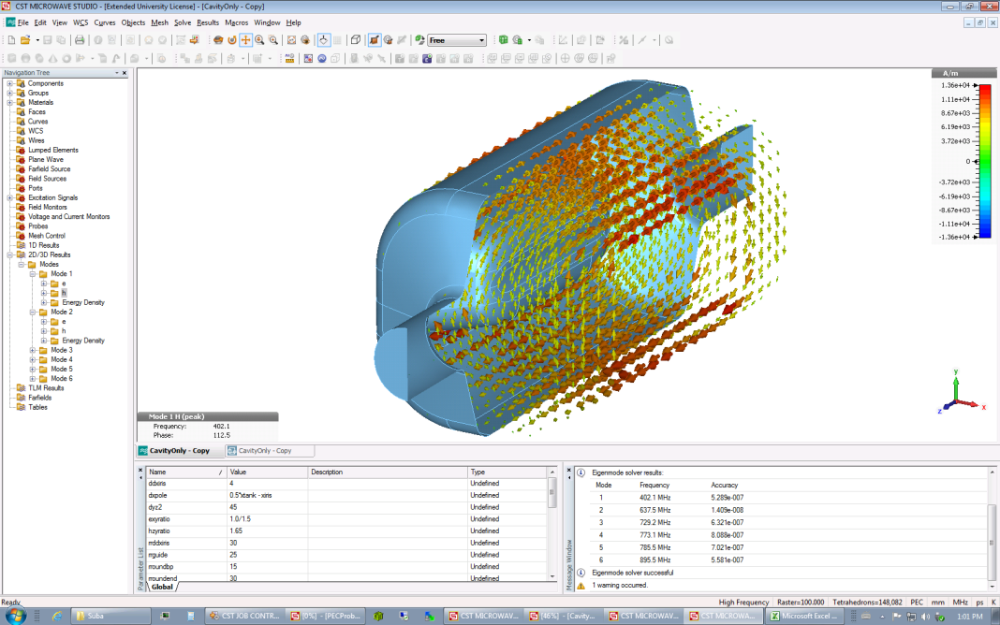 CST MICROWAVE STUDIO - [Extended University License] - [CavityOnly - Copy]
File Edit View WCS Curves Objects Mesh Solve Results Macros Window Help
Free
Navigation Tree
Components
Groups
Materials
Faces
Curves
WCS
Wires
Lumped Elements
Plane Wave
Farfield Source
Field Sources
Ports
Excitation Signals
Field Monitors
Voltage and Current Monitors
Probes
Mesh Control
1D Results
2D/3D Results
Modes
Mode 1
e
h
Energy Density
Mode 2
e
h
Energy Density
Mode 3
Mode 4
Mode 5
Mode 6
TLM Results
Farfields
Tables
A/m
1.36e+04
1.11e+04
8.67e+03
6.19e+03
3.72e+03
0
-3.72e+03
-6.19e+03
-8.67e+03
-1.11e+04
-1.36e+04
y
x
z
Mode 1 H (peak)
Frequency: 402.1
Phase: 112.5
CavityOnly - Copy CavityOnly - Copy
Parameter List
Name / Value Description Type
ddxiris 4 Undefined
dxpole 0.5*xtank - xiris Undefined
dyz2 45 Undefined
exyratio 1.0/1.5 Undefined
hzyratio 1.65 Undefined
rrddxiris 30 Undefined
rrguide 25 Undefined
roundbp 15 Undefined
roundend 30 Undefined
Global
Message Window
Eigenmode solver results:
Mode Frequency Accuracy
1 402.1 MHz 5.289e-007
2 637.5 MHz 1.409e-008
3 729.2 MHz 6.321e-007
4 773.1 MHz 8.088e-007
5 785.5 MHz 7.021e-007
6 895.5 MHz 5.581e-007
Eigenmode solver successful
1 warning occurred.
Ready
High Frequency Raster=100.000 Tetrahedrons=148,082 PEC mm MHz ps K
Suba
CST JOB CONTR...
[0%] - [PECProb...
CST MICROWAV...
[46%] - [Cavity...
CST MICROWAV...
CST MICROWAV...
Microsoft Excel ...
1:01 PM